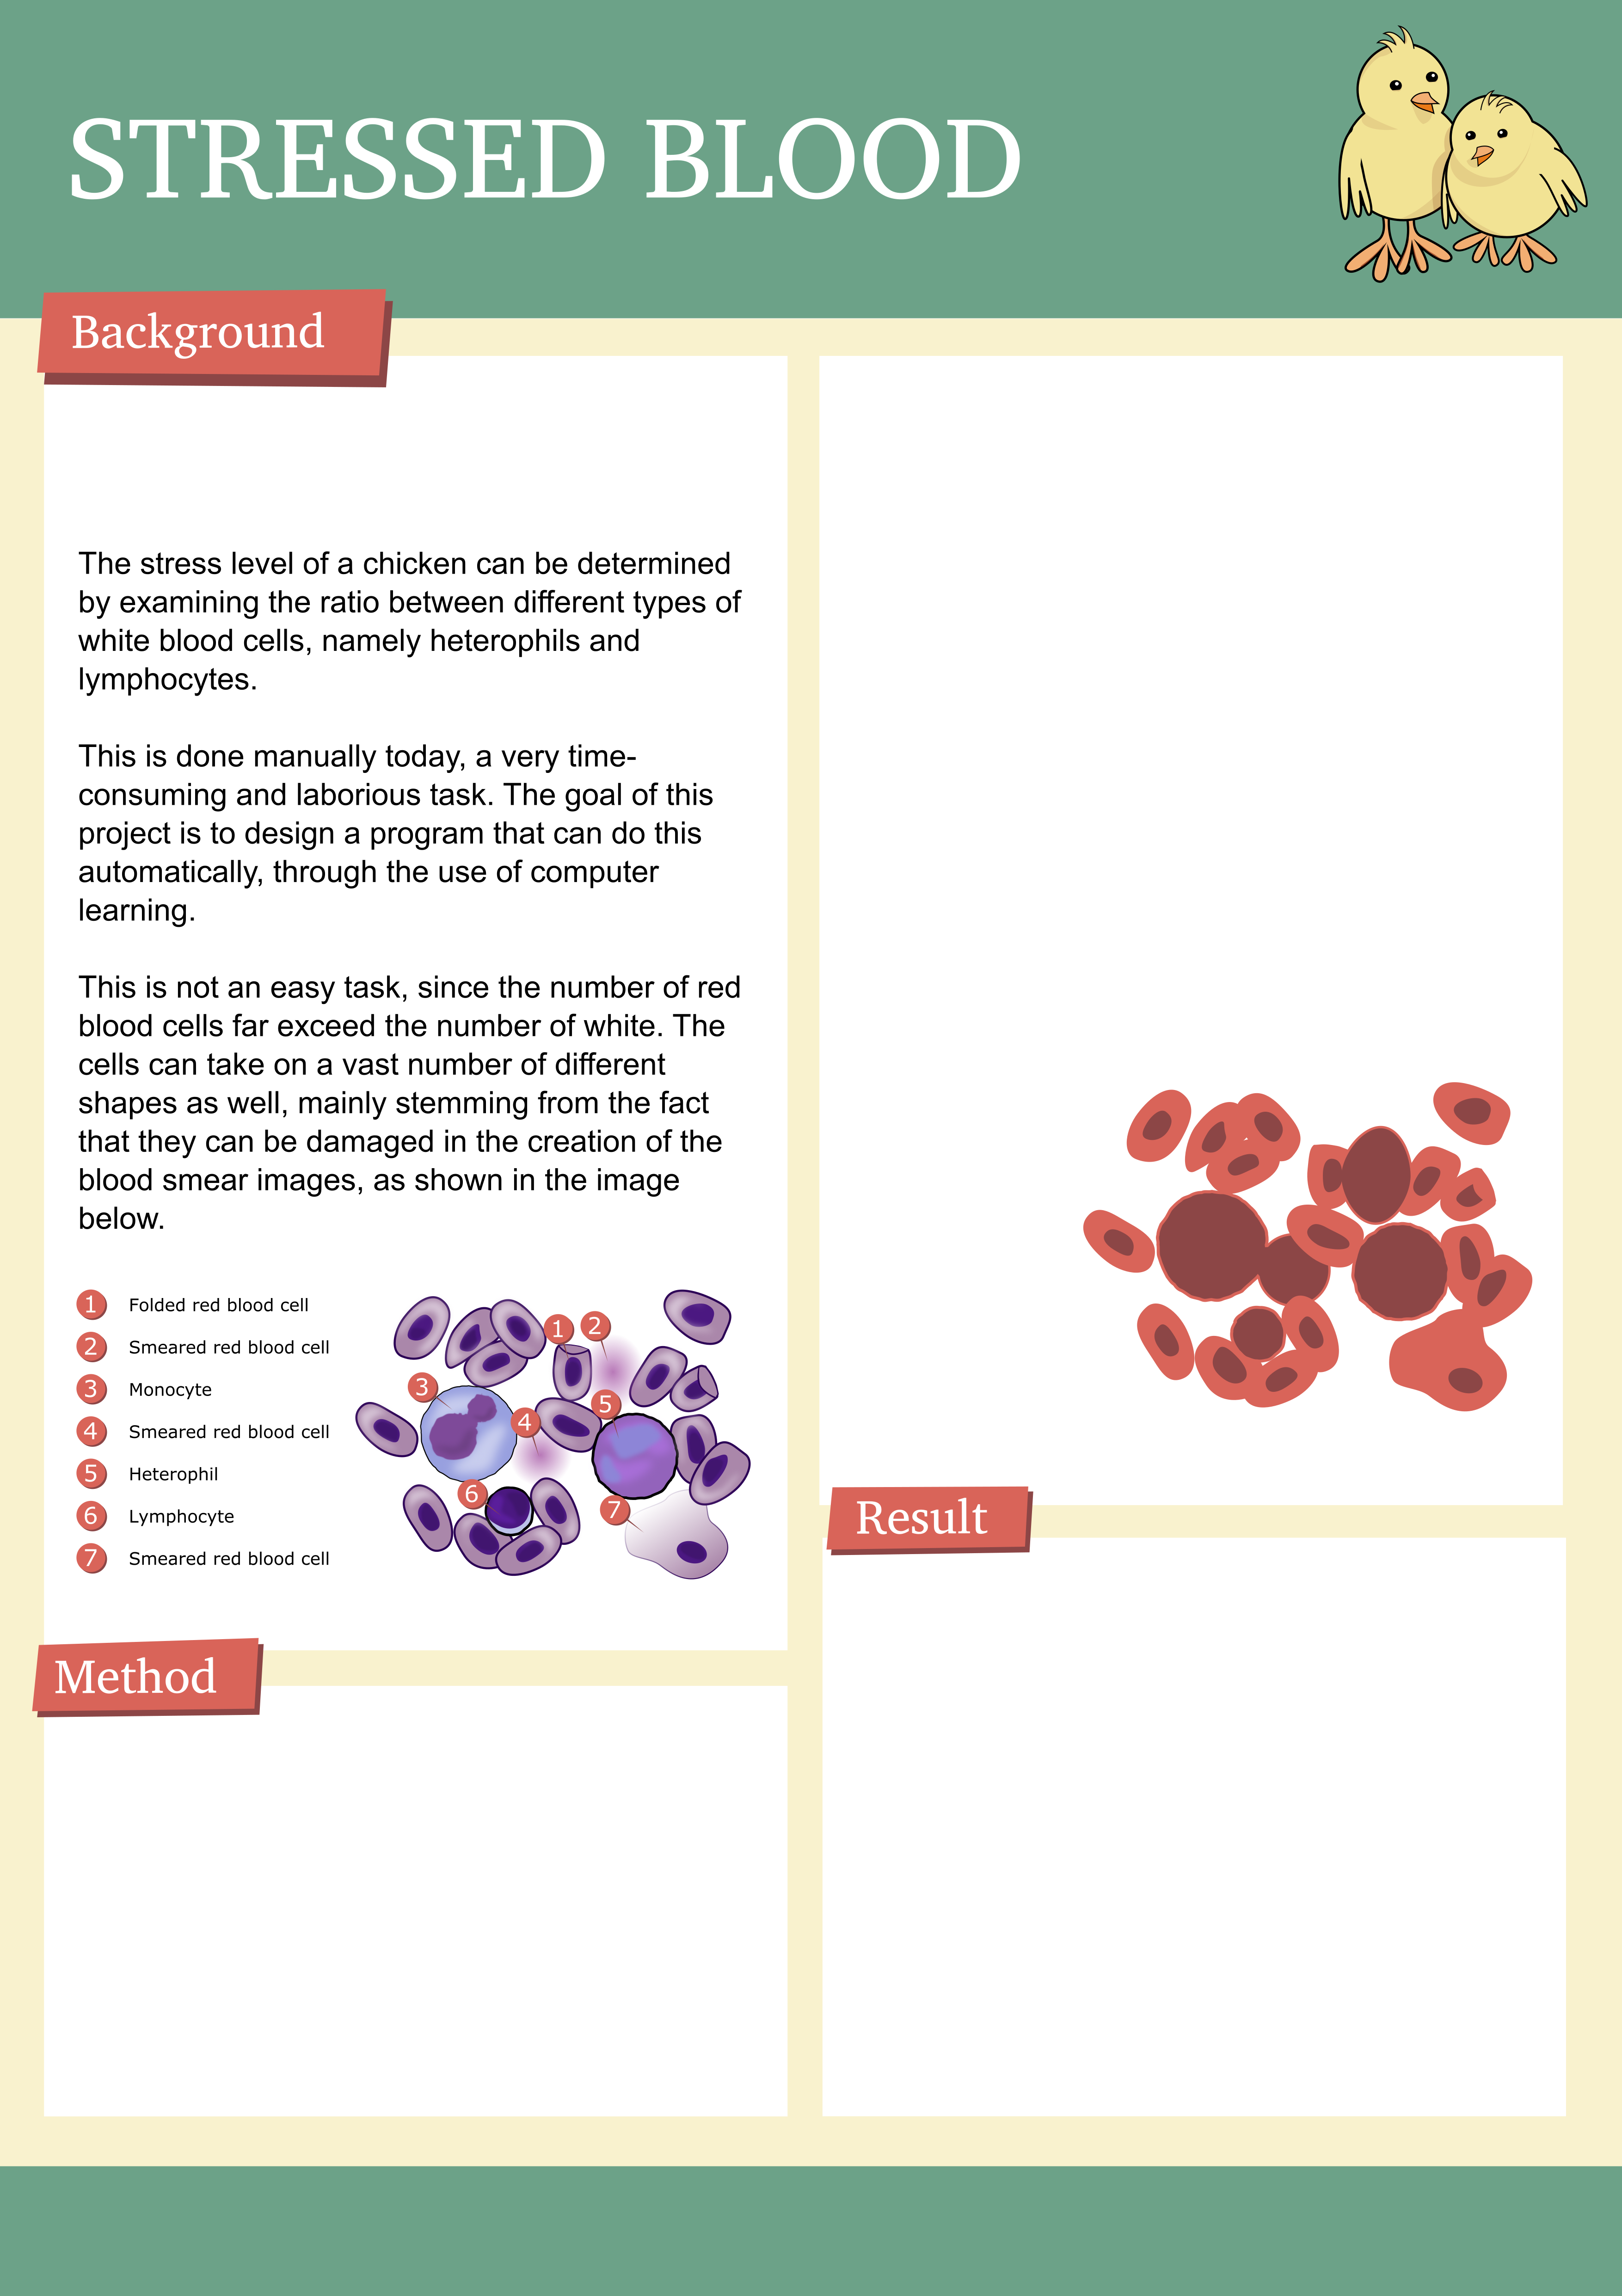 STRESSED BLOOD
Background
The stress level of a chicken can be determined
by examining the ratio between different types of
white blood cells, namely heterophils and
lymphocytes.
This is done manually today, a very time-
consuming and laborious task. The goal of this
project is to design a program that can do this
automatically, through the use of computer
learning.
This is not an easy task, since the number of red
blood cells far exceed the number of white. The
cells can take on a vast number of different
shapes as well, mainly stemming from the fact
that they can be damaged in the creation of the
blood smear images, as shown in the image
below.
1 Folded red blood cell
2 Smeared red blood cell
3 Monocyte
4 Smeared red blood cell
5 Heterophil
6 Lymphocyte
7 Smeared red blood cell
1 2
3
5
4
6
7
Method
Result